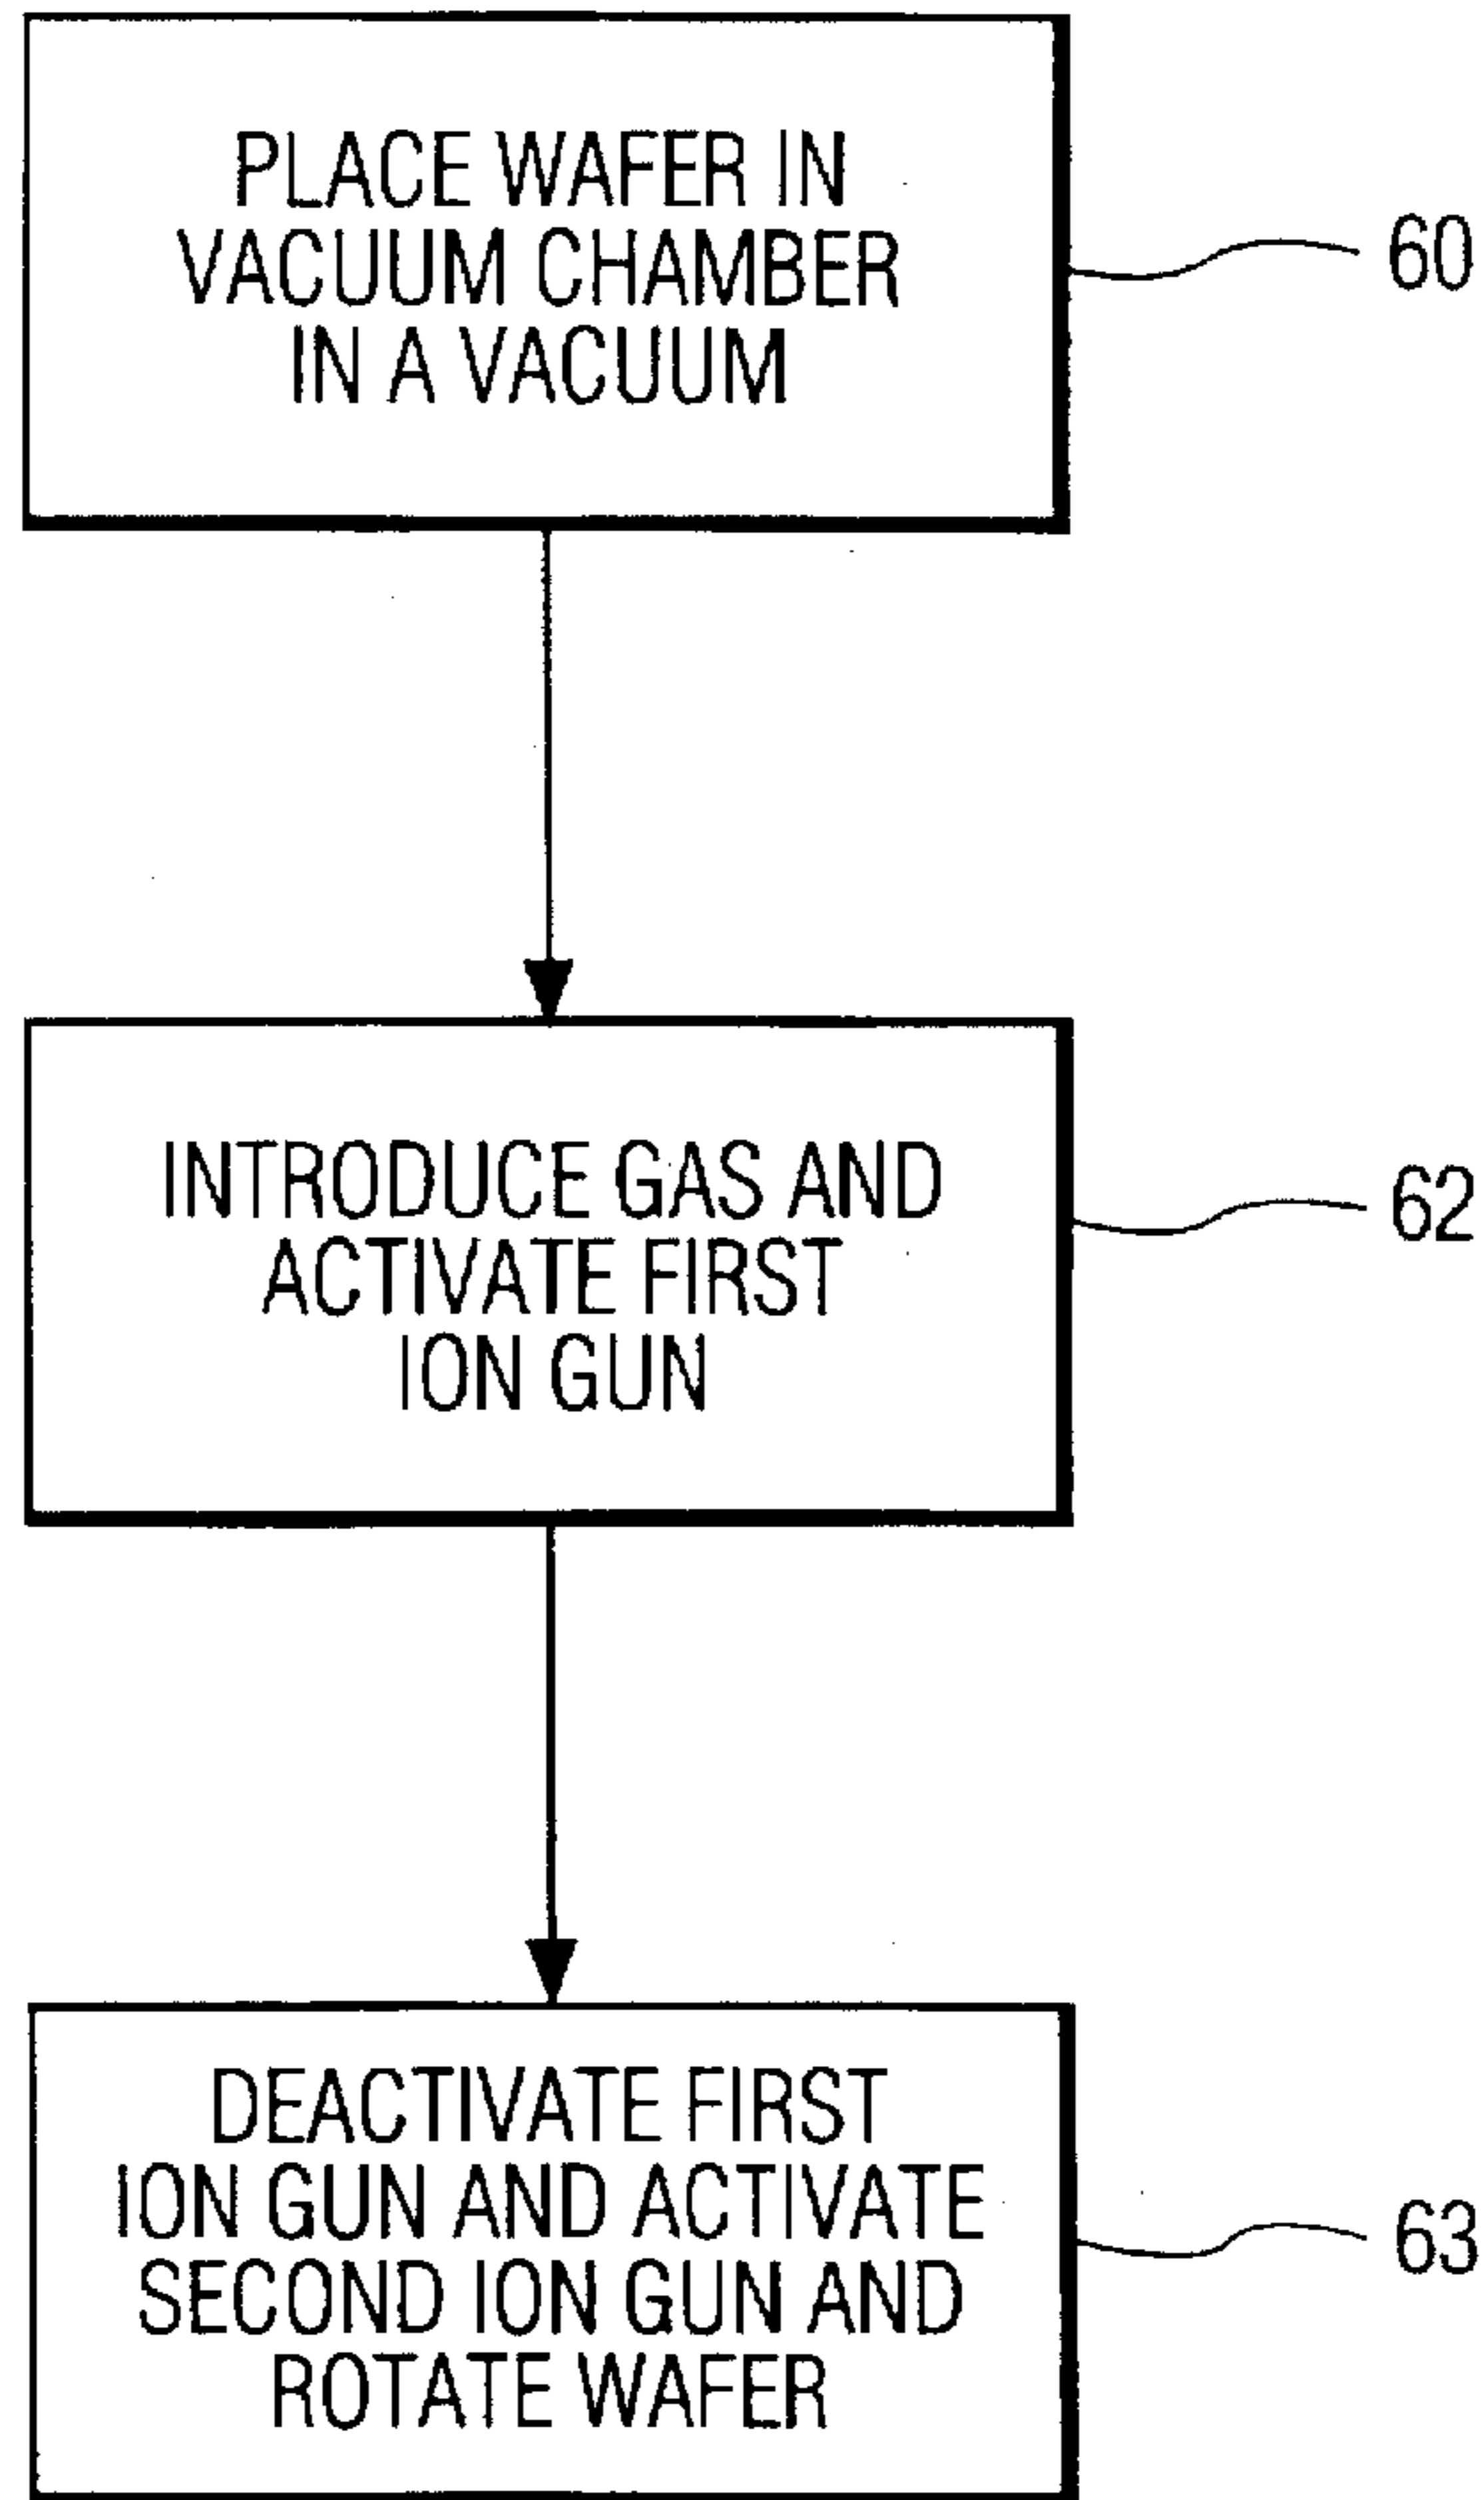 PLACE WAFER IN
VACUUM CHAMBER
IN A VACUUM
60
INTRODUCE GAS AND
ACTIVATE FIRST
ION GUN
62
DEACTIVATE FIRST
ION GUN AND ACTIVATE
SECOND ION GUN AND
ROTATE WAFER
63